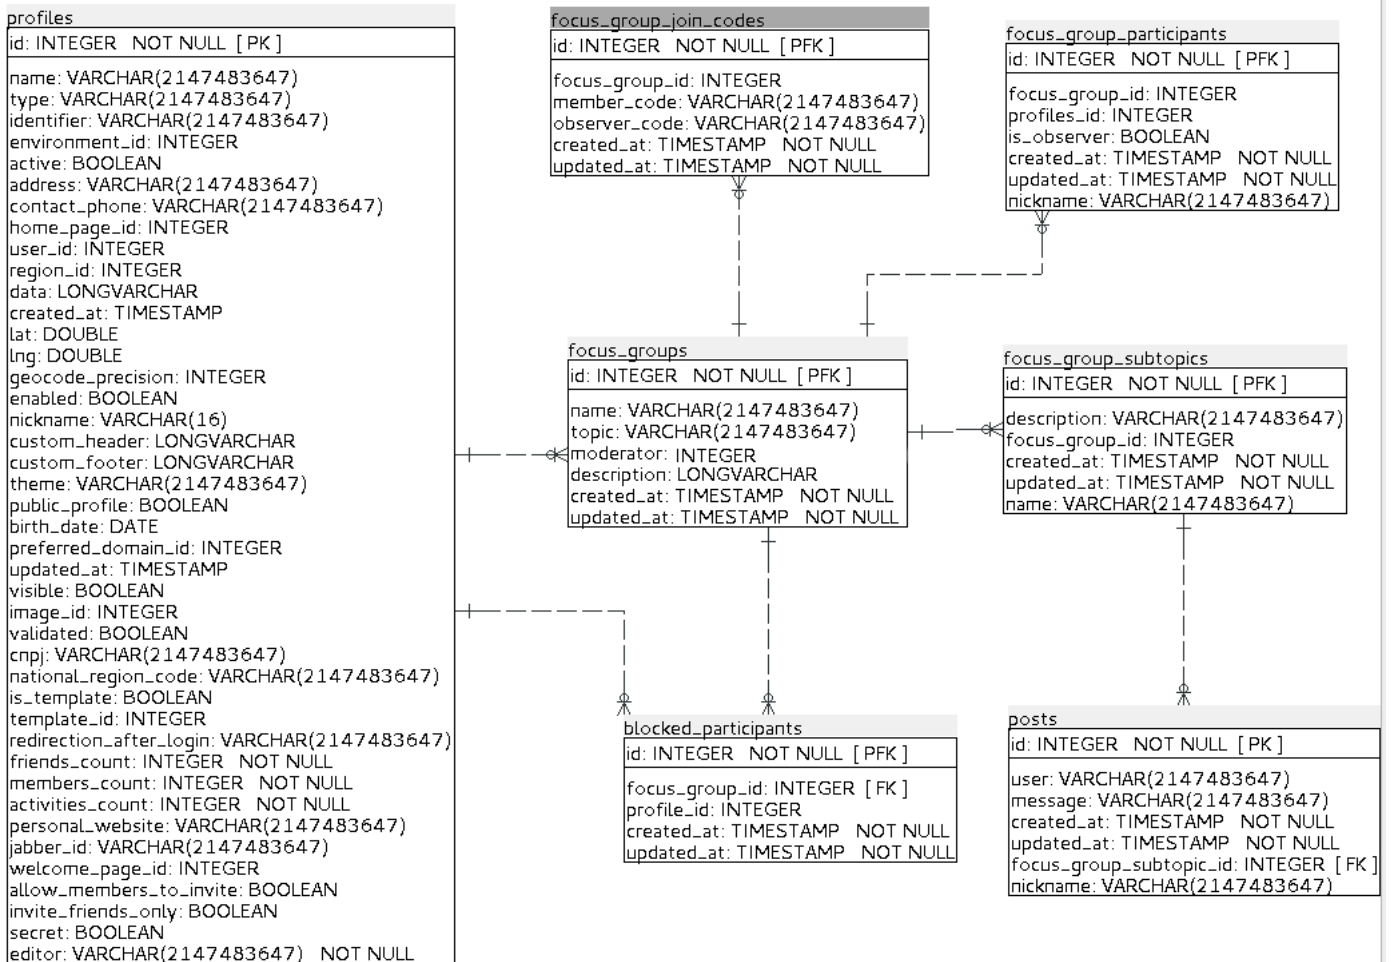 profiles
id: INTEGER NOT NULL [ PK ]
name: VARCHAR(2147483647)
type: VARCHAR(2147483647)
identifier: VARCHAR(2147483647)
environment_id: INTEGER
active: BOOLEAN
address: VARCHAR(2147483647)
contact_phone: VARCHAR(2147483647)
home_page_id: INTEGER
user_id: INTEGER
region_id: INTEGER
data: LONGVARCHAR
created_at: TIMESTAMP
lat: DOUBLE
lng: DOUBLE
geocode_precision: INTEGER
enabled: BOOLEAN
nickname: VARCHAR(16)
custom_header: LONGVARCHAR
custom_footer: LONGVARCHAR
theme: VARCHAR(2147483647)
public_profile: BOOLEAN
birth_date: DATE
preferred_domain_id: INTEGER
updated_at: TIMESTAMP
visible: BOOLEAN
image_id: INTEGER
validated: BOOLEAN
cnpj: VARCHAR(2147483647)
national_region_code: VARCHAR(2147483647)
is_template: BOOLEAN
template_id: INTEGER
redirection_after_login: VARCHAR(2147483647)
friends_count: INTEGER NOT NULL
members_count: INTEGER NOT NULL
activities_count: INTEGER NOT NULL
personal_website: VARCHAR(2147483647)
jabber_id: VARCHAR(2147483647)
welcome_page_id: INTEGER
allow_members_to_invite: BOOLEAN
invite_friends_only: BOOLEAN
secret: BOOLEAN
editor: VARCHAR(2147483647) NOT NULL
focus_group_join_codes
id: INTEGER NOT NULL [ PFK ]
focus_group_id: INTEGER
member_code: VARCHAR(2147483647)
observer_code: VARCHAR(2147483647)
created_at: TIMESTAMP NOT NULL
updated_at: TIMESTAMP NOT NULL
focus_group_participants
id: INTEGER NOT NULL [ PFK ]
focus_group_id: INTEGER
profiles_id: INTEGER
is_observer: BOOLEAN
created_at: TIMESTAMP NOT NULL
updated_at: TIMESTAMP NOT NULL
nickname: VARCHAR(2147483647)
focus_groups
id: INTEGER NOT NULL [ PFK ]
name: VARCHAR(2147483647)
topic: VARCHAR(2147483647)
moderator: INTEGER
description: LONGVARCHAR
created_at: TIMESTAMP NOT NULL
updated_at: TIMESTAMP NOT NULL
focus_group_subtopics
id: INTEGER NOT NULL [ PFK ]
description: VARCHAR(2147483647)
focus_group_id: INTEGER
created_at: TIMESTAMP NOT NULL
updated_at: TIMESTAMP NOT NULL
name: VARCHAR(2147483647)
blocked_participants
id: INTEGER NOT NULL [ PFK ]
focus_group_id: INTEGER [ FK ]
profile_id: INTEGER
created_at: TIMESTAMP NOT NULL
updated_at: TIMESTAMP NOT NULL
posts
id: INTEGER NOT NULL [ PK ]
user: VARCHAR(2147483647)
message: VARCHAR(2147483647)
created_at: TIMESTAMP NOT NULL
updated_at: TIMESTAMP NOT NULL
focus_group_subtopic_id: INTEGER [ FK ]
nickname: VARCHAR(2147483647)